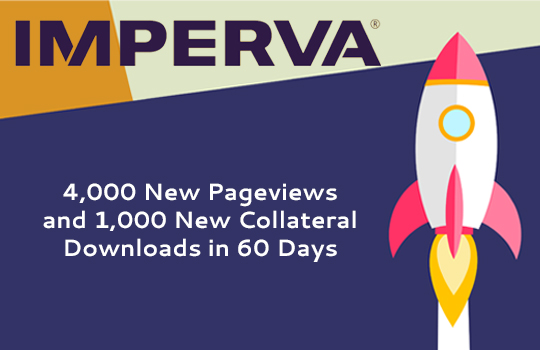 IMPERVA®
4,000 New Pageviews
and 1,000 New Collateral
Downloads in 60 Days